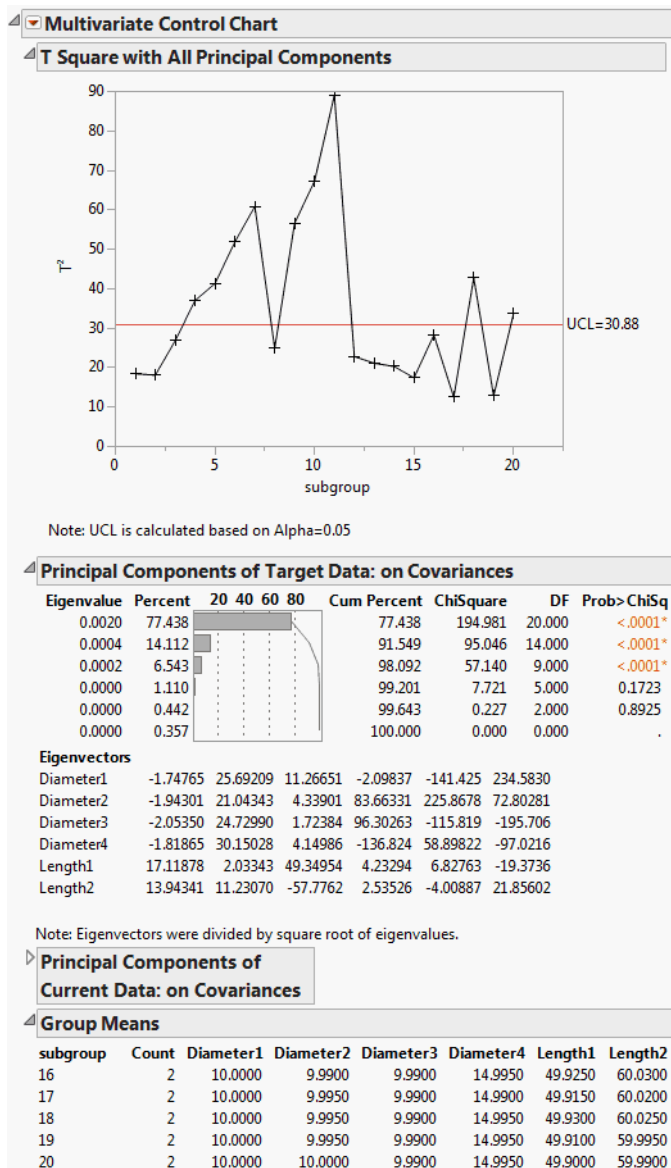 Multivariate Control Chart
T Square with All Principal Components
90
80
70
60
50
40
30
20
10
0
T²
UCL=30.88
0 5 10 15 20
subgroup
Note: UCL is calculated based on Alpha=0.05
Principal Components of Target Data: on Covariances
Eigenvalue Percent 20 40 60 80 Cum Percent ChiSquare DF Prob>ChiSq
0.0020 77.438 77.438 194.981 20.000 <.0001*
0.0004 14.112 91.549 95.046 14.000 <.0001*
0.0002 6.543 98.092 57.140 9.000 <.0001*
0.0000 1.110 99.201 7.721 5.000 0.1723
0.0000 0.442 99.643 0.227 2.000 0.8925
0.0000 0.357 100.000 0.000 0.000 .
Eigenvectors
Diameter1 -1.74765 25.69209 11.26651 -2.09837 -141.425 234.5830
Diameter2 -1.94301 21.04343 4.33901 83.66331 225.8678 72.80281
Diameter3 -2.05350 24.72990 1.72384 96.30263 -115.819 -195.706
Diameter4 -1.81865 30.15028 4.14986 -136.824 58.89822 -97.0216
Length1 17.11878 2.03343 49.34954 4.23294 6.82763 -19.3736
Length2 13.94341 11.23070 -57.7762 2.53526 -4.00887 21.85602
Note: Eigenvectors were divided by square root of eigenvalues.
Principal Components of
Current Data: on Covariances
Group Means
subgroup Count Diameter1 Diameter2 Diameter3 Diameter4 Length1 Length2
16 2 10.0000 9.9900 9.9900 14.9950 49.9250 60.0300
17 2 10.0000 9.9950 9.9900 14.9900 49.9150 60.0200
18 2 10.0000 9.9950 9.9900 14.9950 49.9300 60.0250
19 2 10.0000 9.9950 9.9900 14.9950 49.9100 59.9950
20 2 10.0000 10.0000 9.9900 14.9950 49.9000 59.9900